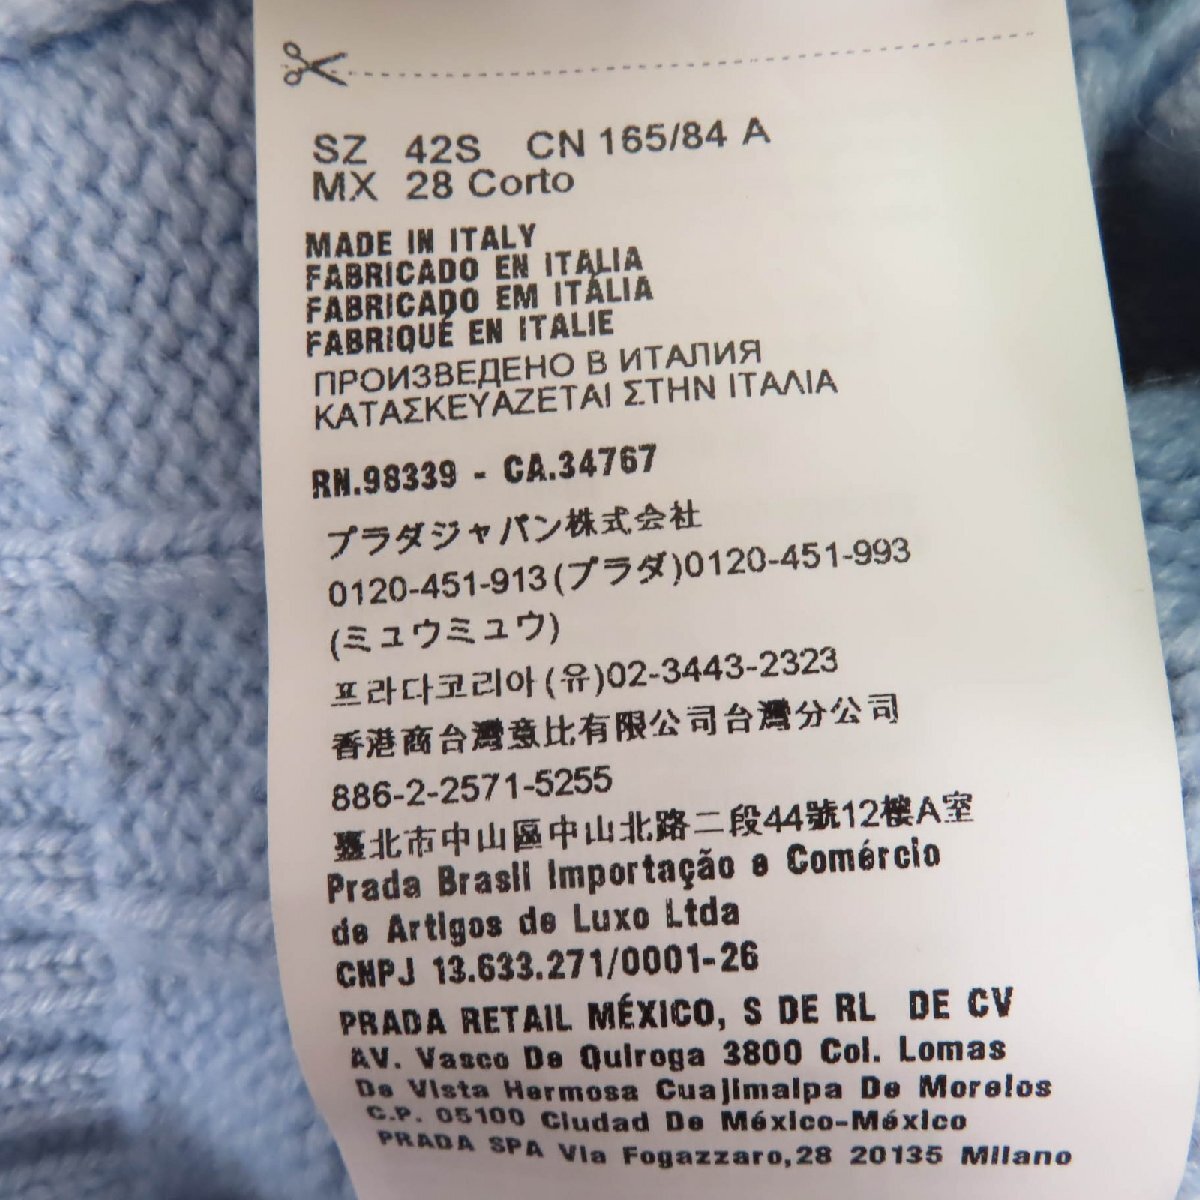 SZ 42S CN 165/84 A
MX 28 Corto
MADE IN ITALY
FABRICADO EN ITALIA
FABRICADO EM ITÁLIA
FABRIQUÉ EN ITALIE
ПРОИЗВЕДЕНО В ИТАЛИЯ
ΚΑΤΑΣΚΕΥΑΖΕΤΑΙ ΣΤΗΝ ΙΤΑΛΙΑ
RN.98339 - CA.34767
プラダジャパン株式会社
0120-451-913(プラダ)0120-451-993
(ミュウミュウ)
프라다코리아(유)02-3443-2323
香港商台灣意比有限公司台灣分公司
886-2-2571-5255
臺北市中山區中山北路二段44號12樓A室
Prada Brasil Importação e Comércio
de Artigos de Luxo Ltda
CNPJ 13.633.271/0001-26
PRADA RETAIL MÉXICO, S DE RL DE CV
AV. Vasco De Quiroga 3800 Col. Lomas
De Vista Hermosa Cuajimalpa De Morelos
C.P. 05100 Ciudad De México-México
PRADA SPA Via Fogazzaro,28 20135 Milano